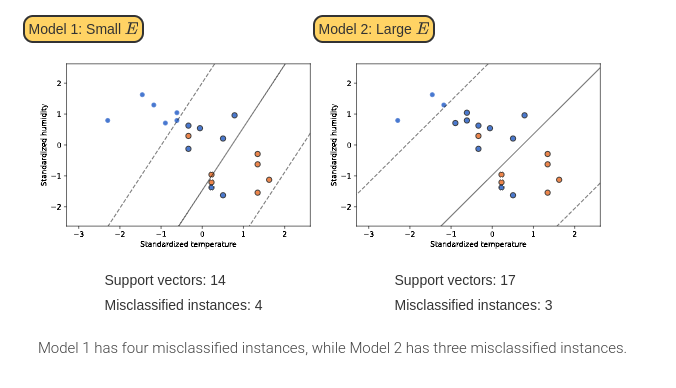 Model 1: Small E
Model 2: Large E
Standardized humidity
2
1
0
−1
−2
−3
−2
−1
0
1
2
Standardized temperature
Standardized humidity
2
1
0
−1
−2
−3
−2
−1
0
1
2
Standardized temperature
Support vectors: 14
Misclassified instances: 4
Support vectors: 17
Misclassified instances: 3
Model 1 has four misclassified instances, while Model 2 has three misclassified instances.